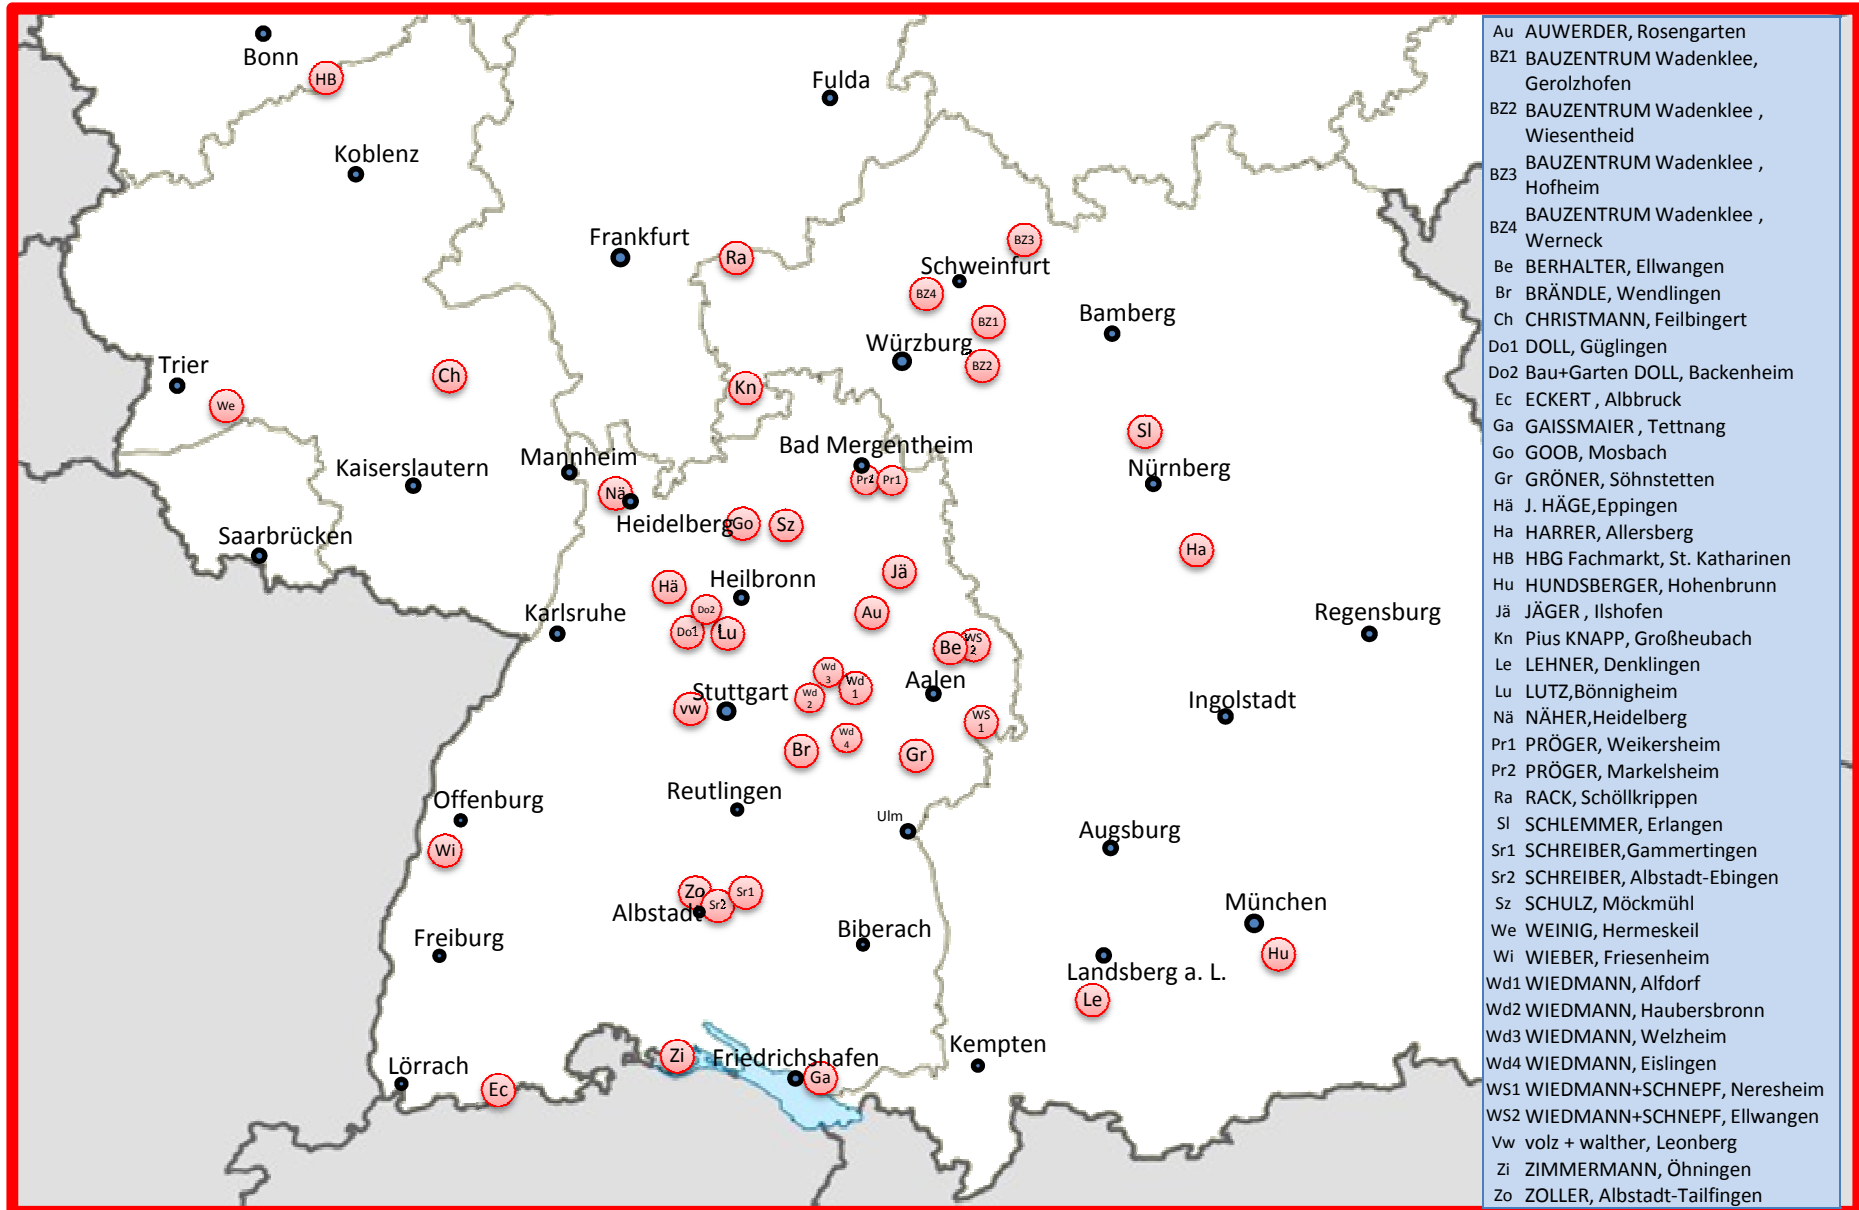 Bonn
HB
Fulda
Koblenz
Frankfurt
Ra
BZ3
Schweinfurt
BZ4
BZ1
Bamberg
Würzburg
BZ2
Trier
We
Ch
Kn
Sl
Nürnberg
Bad Mergentheim
Pr2
Pr1
Kaiserslautern
Mannheim
Nä
Heidelberg
Go
Sz
Saarbrücken
Ha
Jä
Hä
Heilbronn
Do2
Au
Karlsruhe
Do1
Lu
Regensburg
Be
WS
2
Wd
3
Wd
1
Wd
2
Aalen
Stuttgart
vw
Ingolstadt
WS
1
Wd
4
Br
Gr
Reutlingen
Offenburg
Ulm
Augsburg
Wi
Zo
Sr2
Sr1
Albstadt
München
Biberach
Freiburg
Hu
Landsberg a. L.
Le
Kempten
Zi
Friedrichshafen
Ga
Lörrach
Ec
Au AUWERDER, Rosengarten
BZ1 BAUZENTRUM Wadenklee,
Gerolzhofen
BZ2 BAUZENTRUM Wadenklee ,
Wiesentheid
BZ3 BAUZENTRUM Wadenklee ,
Hofheim
BZ4 BAUZENTRUM Wadenklee ,
Werneck
Be BERHALTER, Ellwangen
Br BRÄNDLE, Wendlingen
Ch CHRISTMANN, Feilbingert
Do1 DOLL, Güglingen
Do2 Bau+Garten DOLL, Backenheim
Ec ECKERT , Albbruck
Ga GAISSMAIER , Tettnang
Go GOOB, Mosbach
Gr GRÖNER, Söhnstetten
Hä J. HÄGE,Eppingen
Ha HARRER, Allersberg
HB HBG Fachmarkt, St. Katharinen
Hu HUNDSBERGER, Hohenbrunn
Jä JÄGER , Ilshofen
Kn Pius KNAPP, Großheubach
Le LEHNER, Denklingen
Lu LUTZ,Bönnigheim
Nä NÄHER,Heidelberg
Pr1 PRÖGER, Weikersheim
Pr2 PRÖGER, Markelsheim
Ra RACK, Schöllkrippen
Sl SCHLEMMER, Erlangen
Sr1 SCHREIBER,Gammertingen
Sr2 SCHREIBER, Albstadt-Ebingen
Sz SCHULZ, Möckmühl
We WEINIG, Hermeskeil
Wi WIEBER, Friesenheim
Wd1 WIEDMANN, Alfdorf
Wd2 WIEDMANN, Haubersbronn
Wd3 WIEDMANN, Welzheim
Wd4 WIEDMANN, Eislingen
WS1 WIEDMANN+SCHNEPF, Neresheim
WS2 WIEDMANN+SCHNEPF, Ellwangen
Vw volz + walther, Leonberg
Zi ZIMMERMANN, Öhningen
Zo ZOLLER, Albstadt-Tailfingen